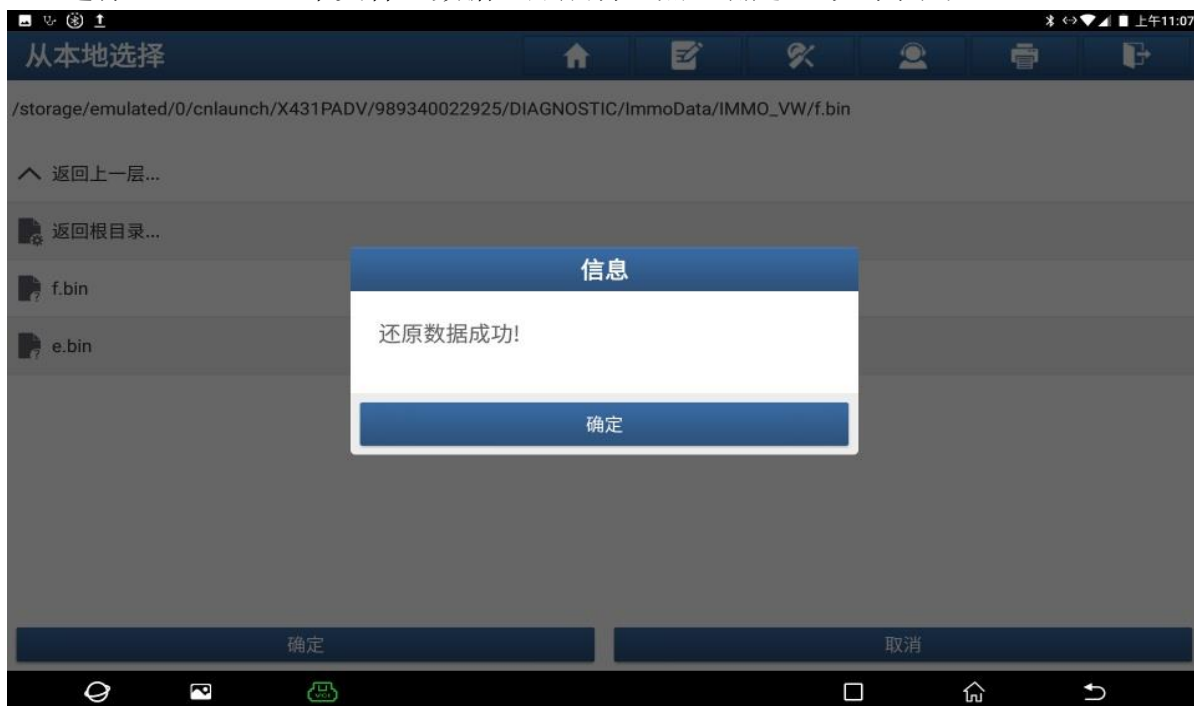 上午11:07
从本地选择
/storage/emulated/0/cnlaunch/X431PADV/989340022925/DIAGNOSTIC/ImmoData/IMMO_VW/f.bin
返回上一层...
返回根目录...
f.bin
e.bin
信息
还原数据成功!
确定
确定
取消
VCI